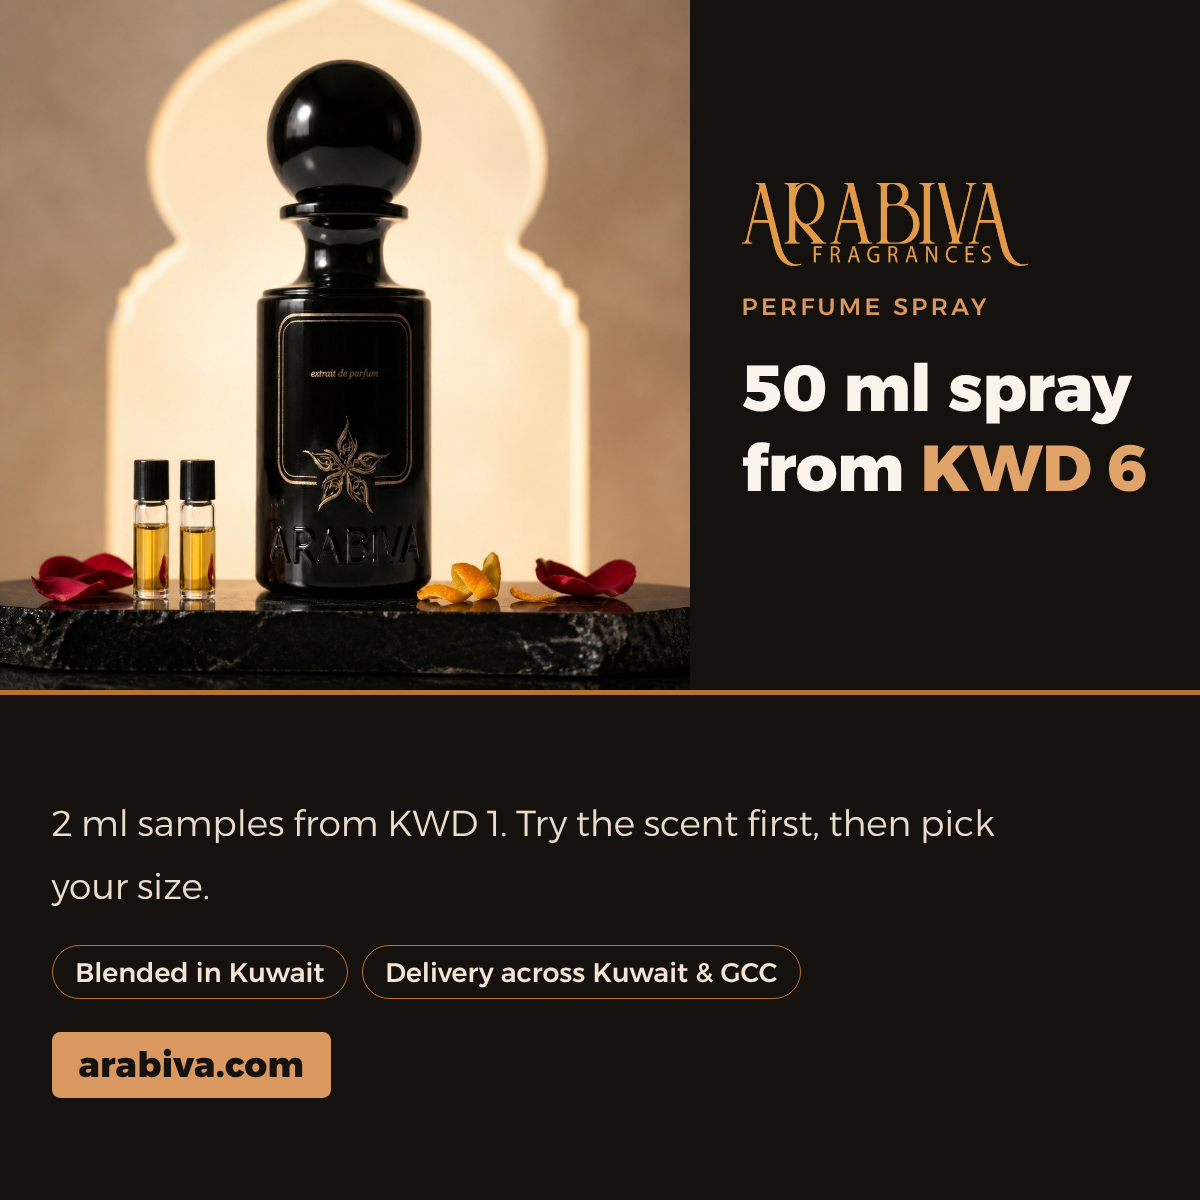 extrait de parfum
ARABIVA
ARABIVA
FRAGRANCES
PERFUME SPRAY
50 ml spray
from KWD 6
2 ml samples from KWD 1. Try the scent first, then pick
your size.
Blended in Kuwait
Delivery across Kuwait & GCC
arabiva.com